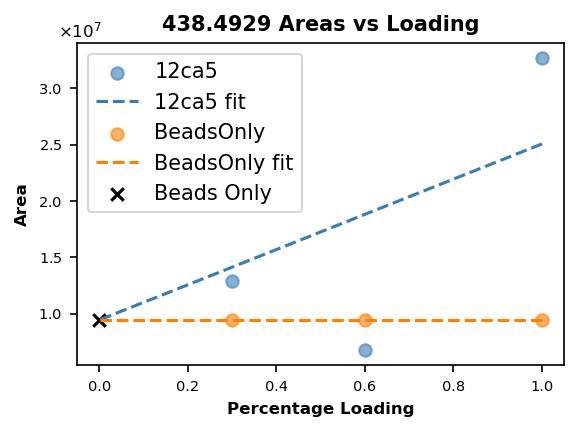 438.4929 Areas vs Loading
×10⁷
12ca5
12ca5 fit
BeadsOnly
BeadsOnly fit
Beads Only
3.0
2.5
2.0
1.5
1.0
Area
0.0 0.2 0.4 0.6 0.8 1.0
Percentage Loading